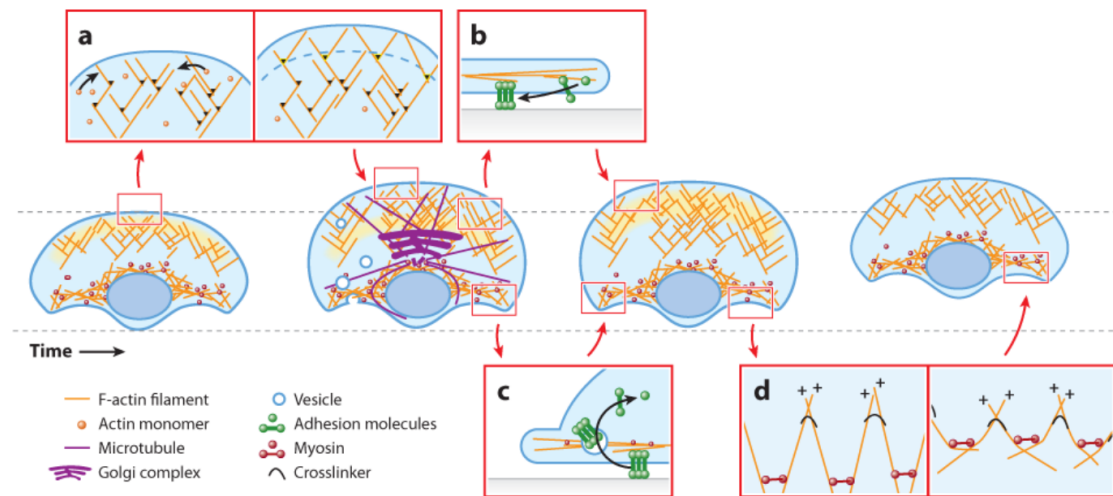 a
b
Time
c
d
+ +
+
+
+ +
+
+
F-actin filament
Actin monomer
Microtubule
Golgi complex
Vesicle
Adhesion molecules
Myosin
Crosslinker